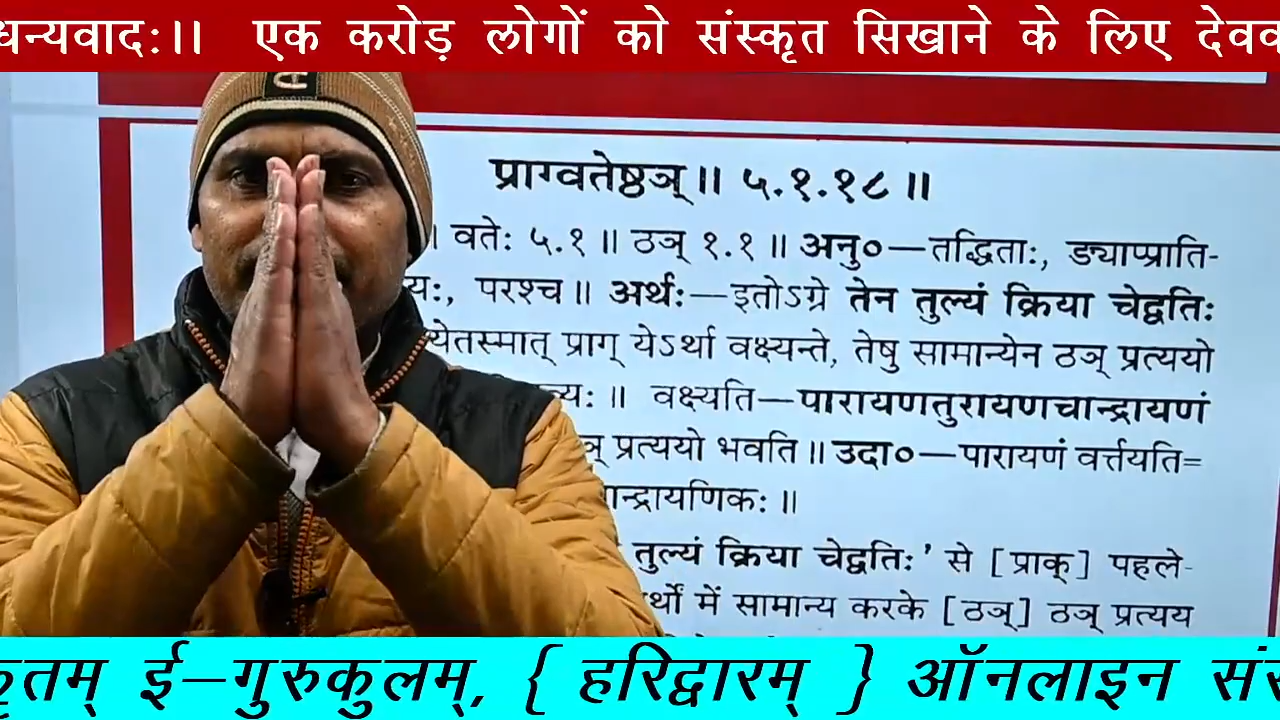 धन्यवादः।। एक करोड़ लोगों को संस्कृत सिखाने के लिए
प्राग्वतेष्ठञ् ॥ ५.१.१८ ॥
। वतेः ५.१ ॥ ठञ् १.१ ॥ अनु०—तद्धिताः, ङ्याप्प्राति-
यः, परश्च ॥ अर्थः—इतोऽग्रे तेन तुल्यं क्रिया चेद्वतिः
येतस्मात् प्राग् येऽर्था वक्ष्यन्ते, तेषु सामान्येन ठञ् प्रत्ययो
व्यः ॥ वक्ष्यति—पारायणतुरायणचान्द्रायणं
ञ् प्रत्ययो भवति ॥ उदा०—पारायणं वर्त्तयति=
ान्द्रायणिकः ॥
तुल्यं क्रिया चेद्वतिः ' से [प्राक्] पहले-
र्थों में सामान्य करके [ठञ्] ठञ् प्रत्यय
कृतम् ई–गुरुकुलम्, { हरिद्वारम् } ऑनलाइन